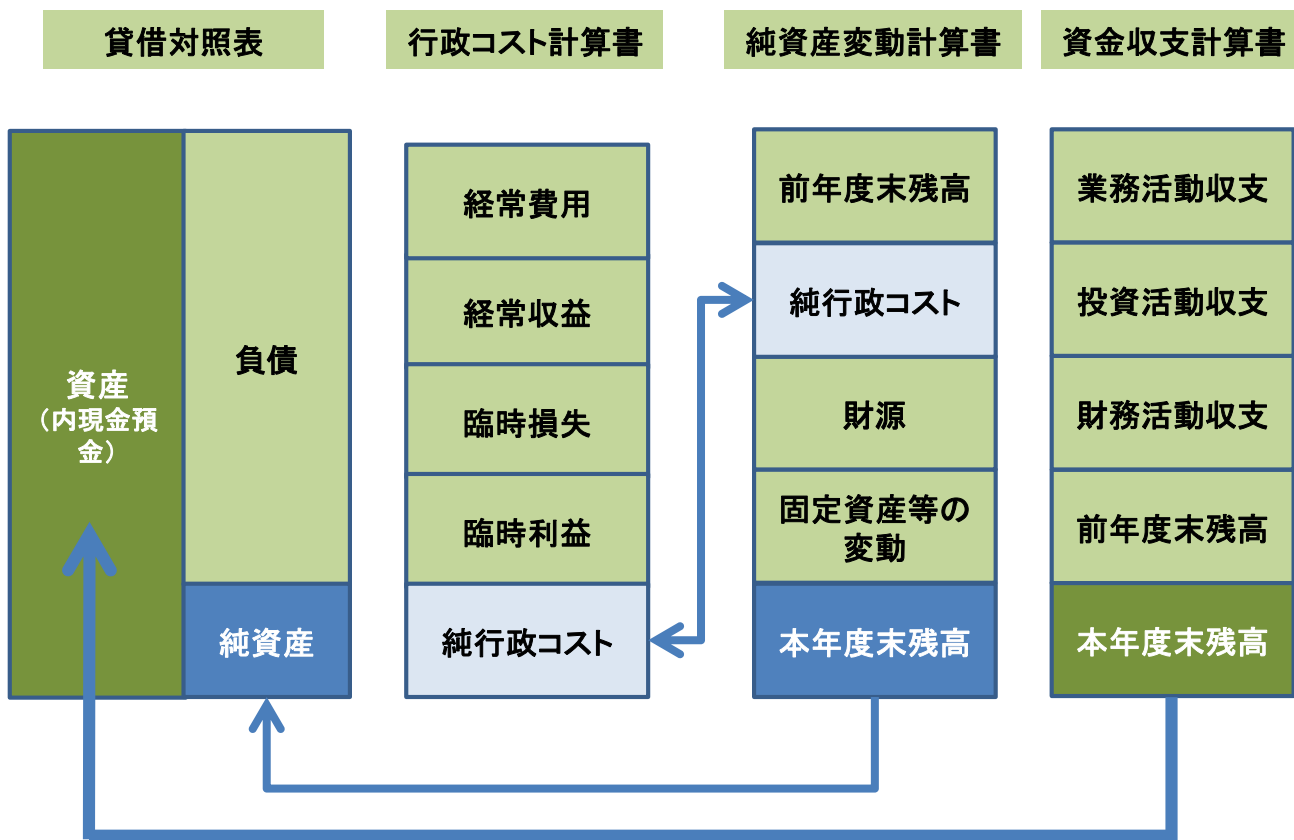 貸借対照表
行政コスト計算書
純資産変動計算書
資金収支計算書
資産
（内現金預
金）
負債
純資産
経常費用
経常収益
臨時損失
臨時利益
純行政コスト
前年度末残高
純行政コスト
財源
固定資産等の
変動
本年度末残高
業務活動収支
投資活動収支
財務活動収支
前年度末残高
本年度末残高